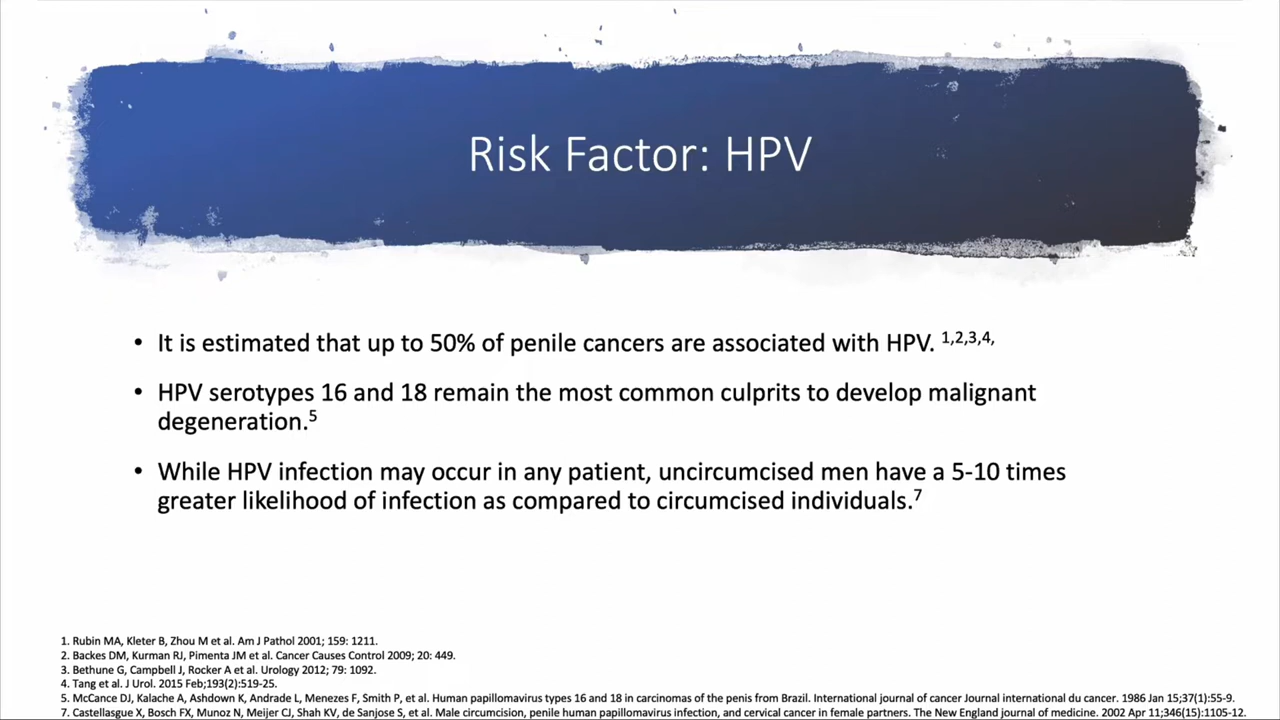 Risk Factor: HPV
• It is estimated that up to 50% of penile cancers are associated with HPV. 1,2,3,4,
• HPV serotypes 16 and 18 remain the most common culprits to develop malignant
degeneration.5
• While HPV infection may occur in any patient, uncircumcised men have a 5-10 times
greater likelihood of infection as compared to circumcised individuals.7
1. Rubin MA, Kleter B, Zhou M et al. Am J Pathol 2001; 159: 1211.
2. Backes DM, Kurman RJ, Pimenta JM et al. Cancer Causes Control 2009; 20: 449.
3. Bethune G, Campbell J, Rocker A et al. Urology 2012; 79: 1092.
4. Tang et al. J Urol. 2015 Feb;193(2):519-25.
5. McCance DJ, Kalache A, Ashdown K, Andrade L, Menezes F, Smith P, et al. Human papillomavirus types 16 and 18 in carcinomas of the penis from Brazil. International journal of cancer Journal international du cancer. 1986 Jan 15;37(1):55-9.
7. Castellasgue X, Bosch FX, Munoz N, Meijer CJ, Shah KV, de Sanjose S, et al. Male circumcision, penile human papillomavirus infection, and cervical cancer in female partners. The New England journal of medicine. 2002 Apr 11;346(15):1105-12.